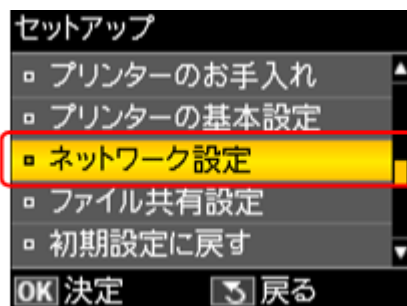 セットアップ
プリンターのお手入れ
プリンターの基本設定
ネットワーク設定
ファイル共有設定
初期設定に戻す
OK 決定 戻る